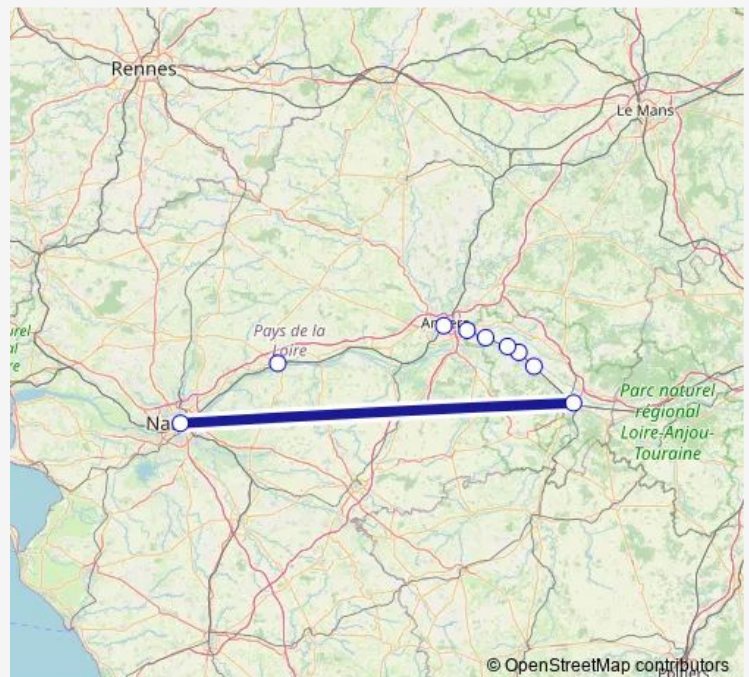 Rennes
Le Mans
Pays de la
Loire
Parc naturel
régional
Loire-Anjou-
Touraine
© OpenStreetMap contributors